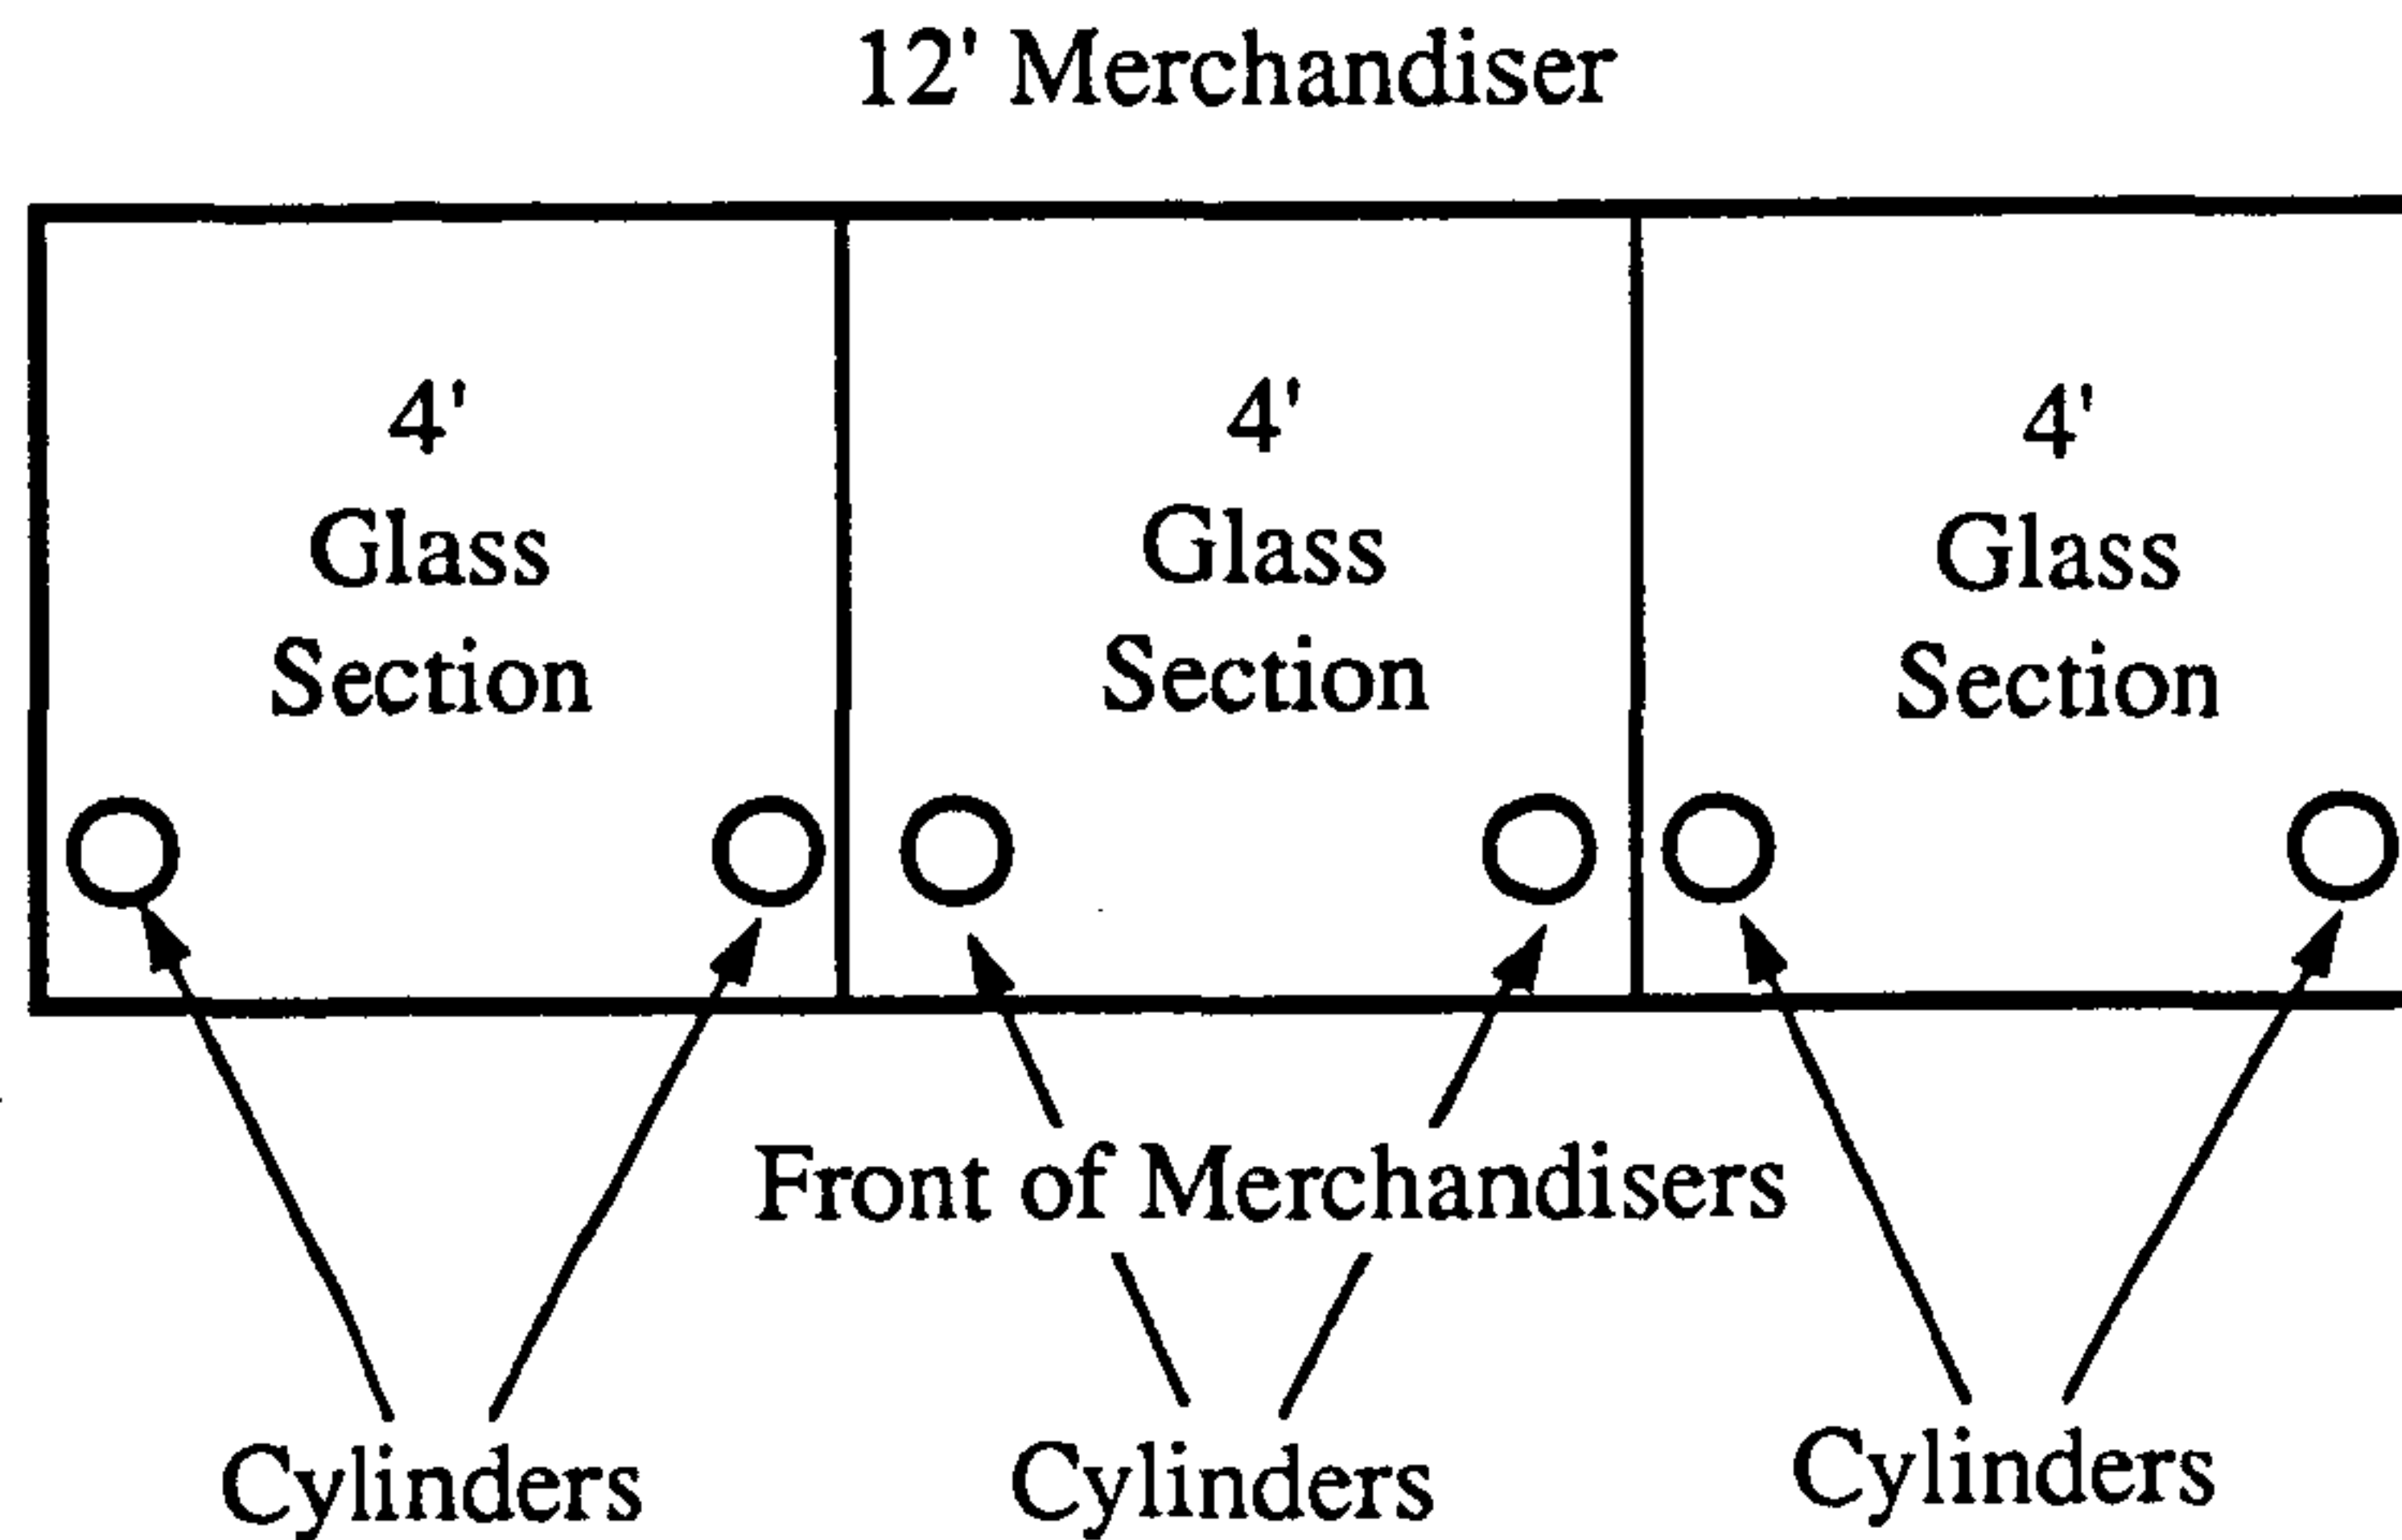 12' Merchandiser
4'
Glass
Section
4'
Glass
Section
4'
Glass
Section
Front of Merchandisers
Cylinders
Cylinders
Cylinders